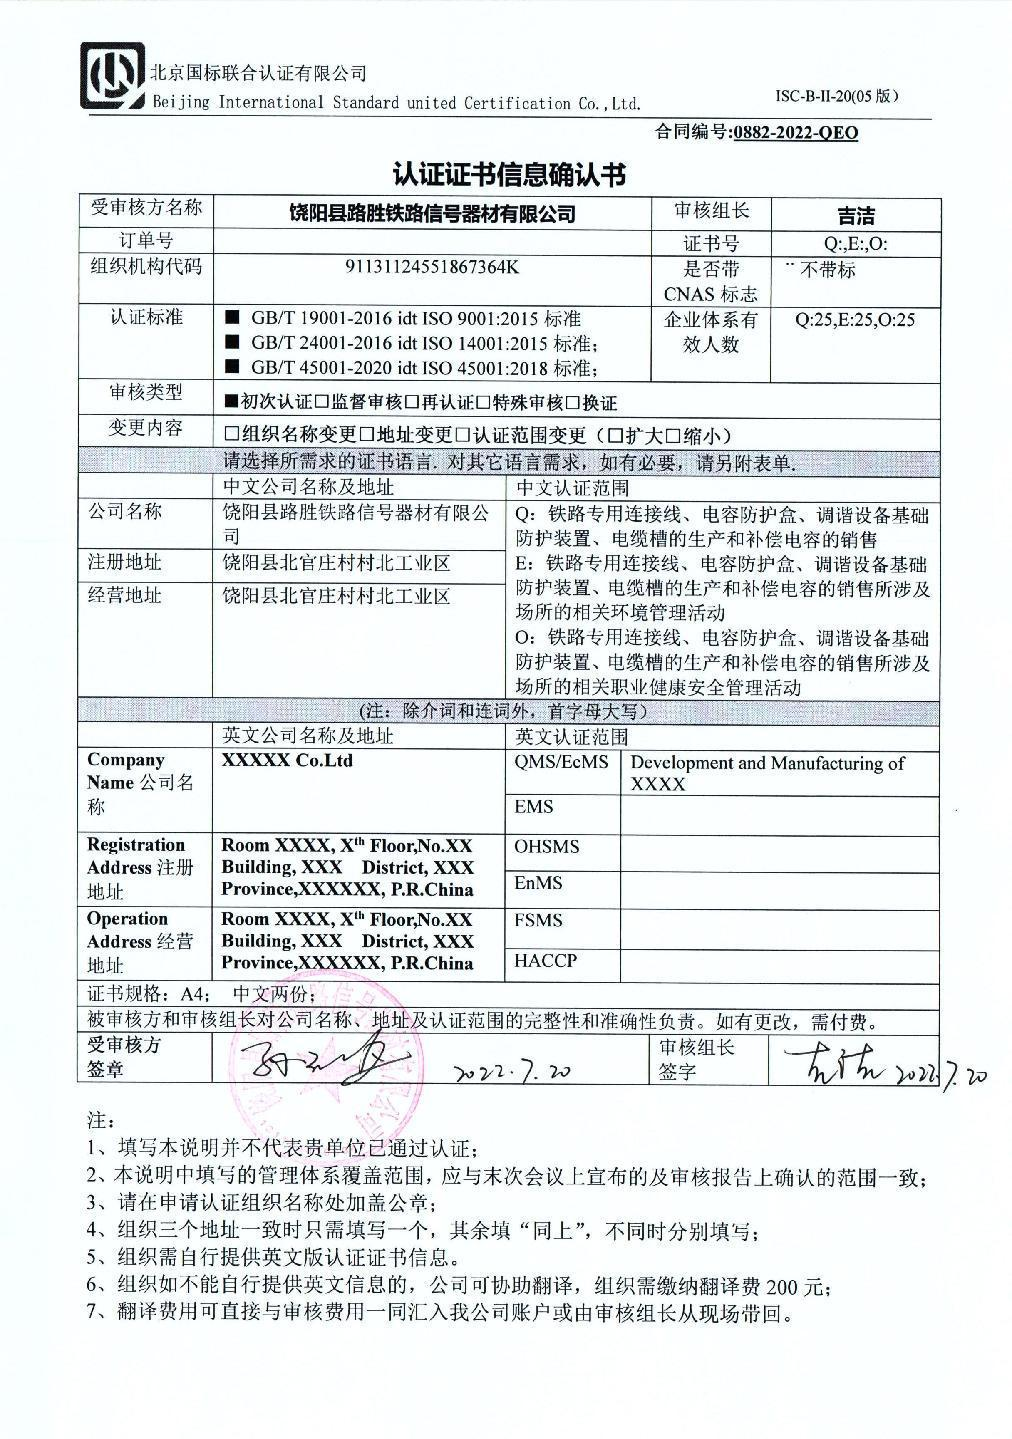 北京国标联合认证有限公司
Beijing International Standard united Certification Co.,Ltd.
ISC-B-II-20(05 版)
合同编号:0882-2022-QEO
认证证书信息确认书
受审核方名称 饶阳县路胜铁路信号器材有限公司 审核组长 吉洁
订单号 证书号 Q:,E:,O:
组织机构代码 91131124551867364K 是否带 ¨ 不带标
CNAS 标志
认证标准 ■ GB/T 19001-2016 idt ISO 9001:2015 标准 企业体系有 Q:25,E:25,O:25
■ GB/T 24001-2016 idt ISO 14001:2015 标准； 效人数
■ GB/T 45001-2020 idt ISO 45001:2018 标准；
审核类型 ■初次认证□监督审核□再认证□特殊审核□换证
变更内容 □组织名称变更□地址变更□认证范围变更（□扩大□缩小）
请选择所需求的证书语言. 对其它语言需求，如有必要，请另附表单.
中文公司名称及地址 中文认证范围
公司名称 饶阳县路胜铁路信号器材有限公
司
注册地址 饶阳县北官庄村村北工业区
经营地址 饶阳县北官庄村村北工业区
Q：铁路专用连接线、电容防护盒、调谐设备基础
防护装置、电缆槽的生产和补偿电容的销售
E：铁路专用连接线、电容防护盒、调谐设备基础
防护装置、电缆槽的生产和补偿电容的销售所涉及
场所的相关环境管理活动
O：铁路专用连接线、电容防护盒、调谐设备基础
防护装置、电缆槽的生产和补偿电容的销售所涉及
场所的相关职业健康安全管理活动
(注：除介词和连词外，首字母大写)
英文公司名称及地址 英文认证范围
Company XXXXX Co.Ltd QMS/EcMS Development and Manufacturing of
Name 公司名 XXXX
称 EMS
Registration Room XXXX, Xth Floor,No.XX OHSMS
Address 注册 Building, XXX District, XXX
地址 Province,XXXXXX, P.R.China EnMS
Operation Room XXXX, Xth Floor,No.XX FSMS
Address 经营 Building, XXX District, XXX
地址 Province,XXXXXX, P.R.China HACCP
证书规格：A4； 中文两份；
被审核方和审核组长对公司名称、地址及认证范围的完整性和准确性负责。如有更改，需付费。
受审核方 审核组长
签章 2022.7.20 签字 吉洁 2022.7.20
注：
1、填写本说明并不代表贵单位已通过认证；
2、本说明中填写的管理体系覆盖范围，应与末次会议上宣布的及审核报告上确认的范围一致；
3、请在申请认证组织名称处加盖公章；
4、组织三个地址一致时只需填写一个，其余填“同上”，不同时分别填写；
5、组织需自行提供英文版认证证书信息。
6、组织如不能自行提供英文信息的，公司可协助翻译，组织需缴纳翻译费 200 元；
7、翻译费用可直接与审核费用一同汇入我公司账户或由审核组长从现场带回。